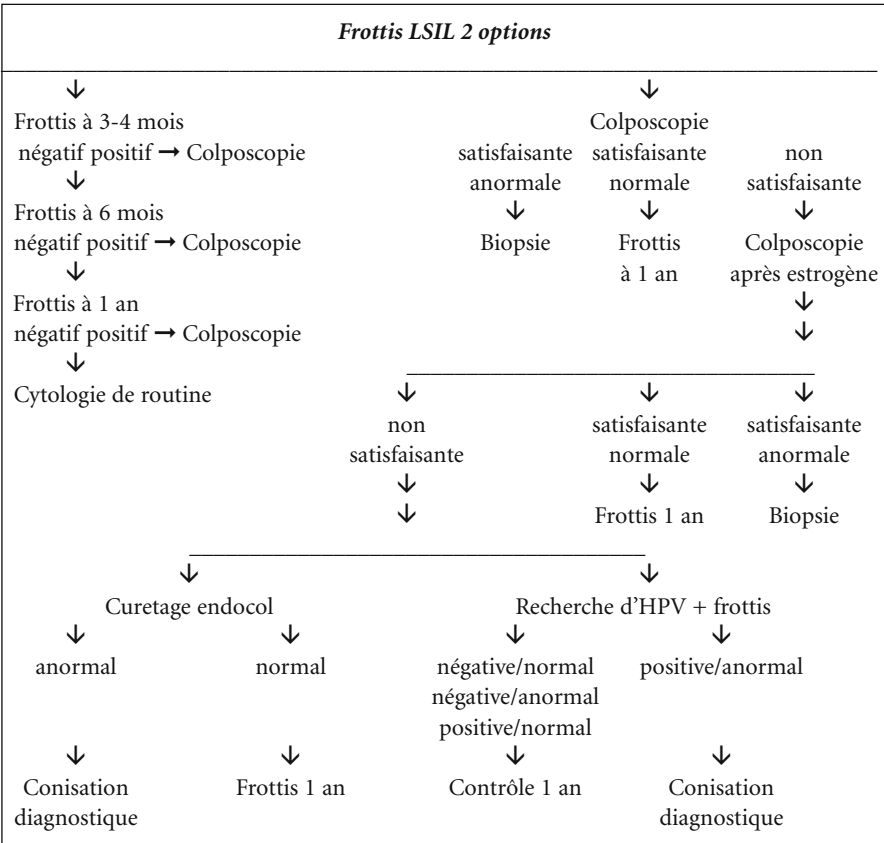 Frottis LSIL 2 options
Frottis à 3-4 mois
négatif positif → Colposcopie
Frottis à 6 mois
négatif positif → Colposcopie
Frottis à 1 an
négatif positif → Colposcopie
Cytologie de routine
Colposcopie
satisfaisante satisfaisante non
anormale normale satisfaisante
Biopsie Frottis Colposcopie
à 1 an après estrogène
non satisfaisante satisfaisante
satisfaisante normale anormale
Frottis 1 an Biopsie
Curetage endocol Recherche d'HPV + frottis
anormal normal négative/normal positive/anormal
négative/anormal
positive/normal
Conisation Frottis 1 an Contrôle 1 an Conisation
diagnostique diagnostique